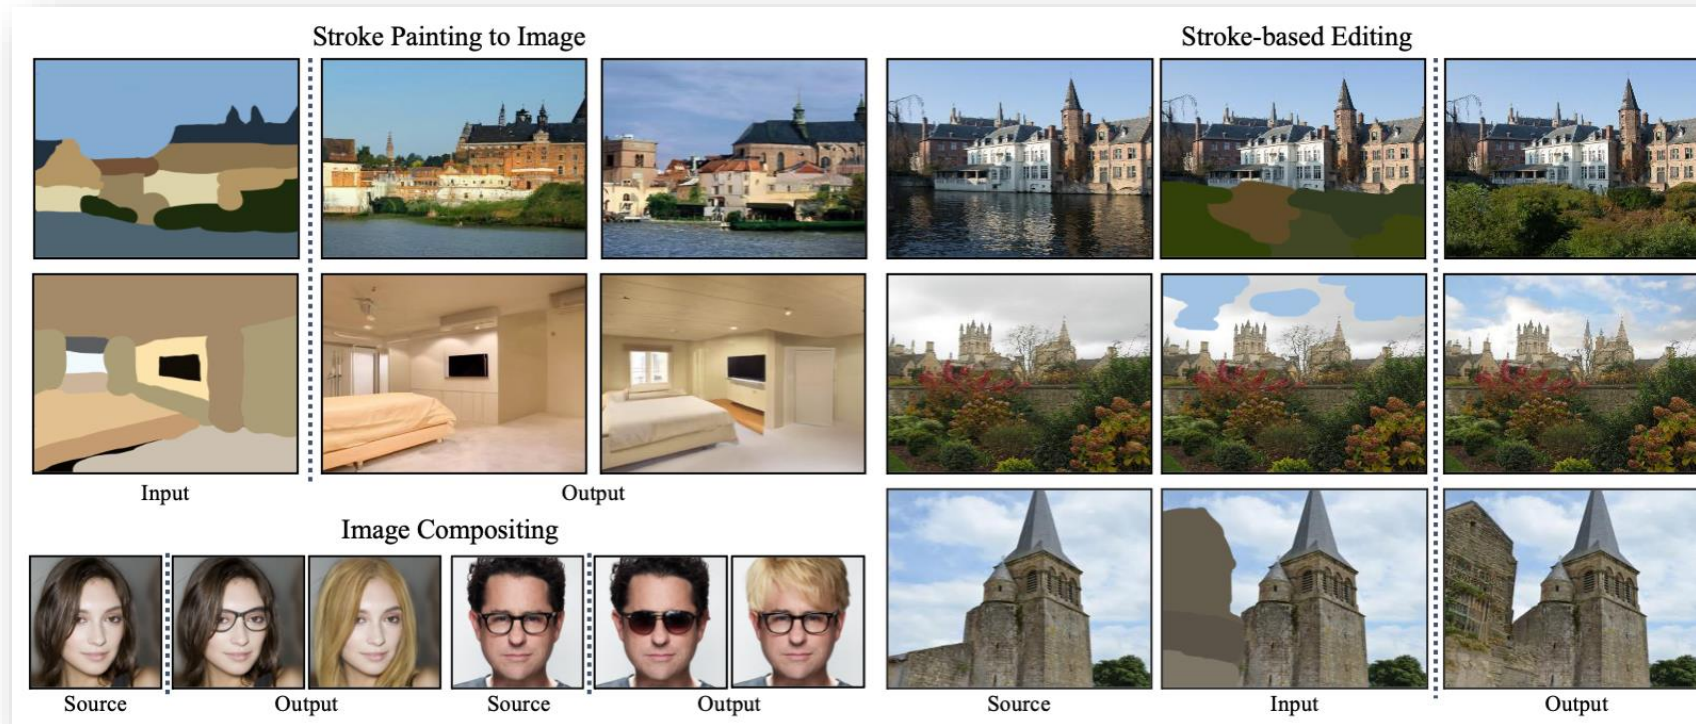 Stroke Painting to Image
Input
Output
Image Compositing
Source
Output
Source
Output
Stroke-based Editing
Source
Input
Output